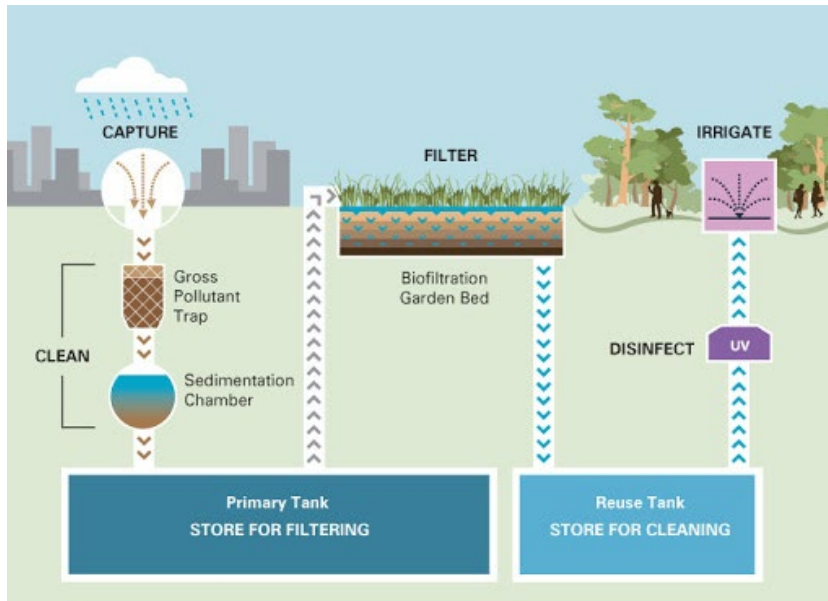 CAPTURE
Gross
Pollutant
Trap
CLEAN
Sedimentation
Chamber
Primary Tank
STORE FOR FILTERING
FILTER
Biofiltration
Garden Bed
Reuse Tank
STORE FOR CLEANING
DISINFECT
UV
IRRIGATE